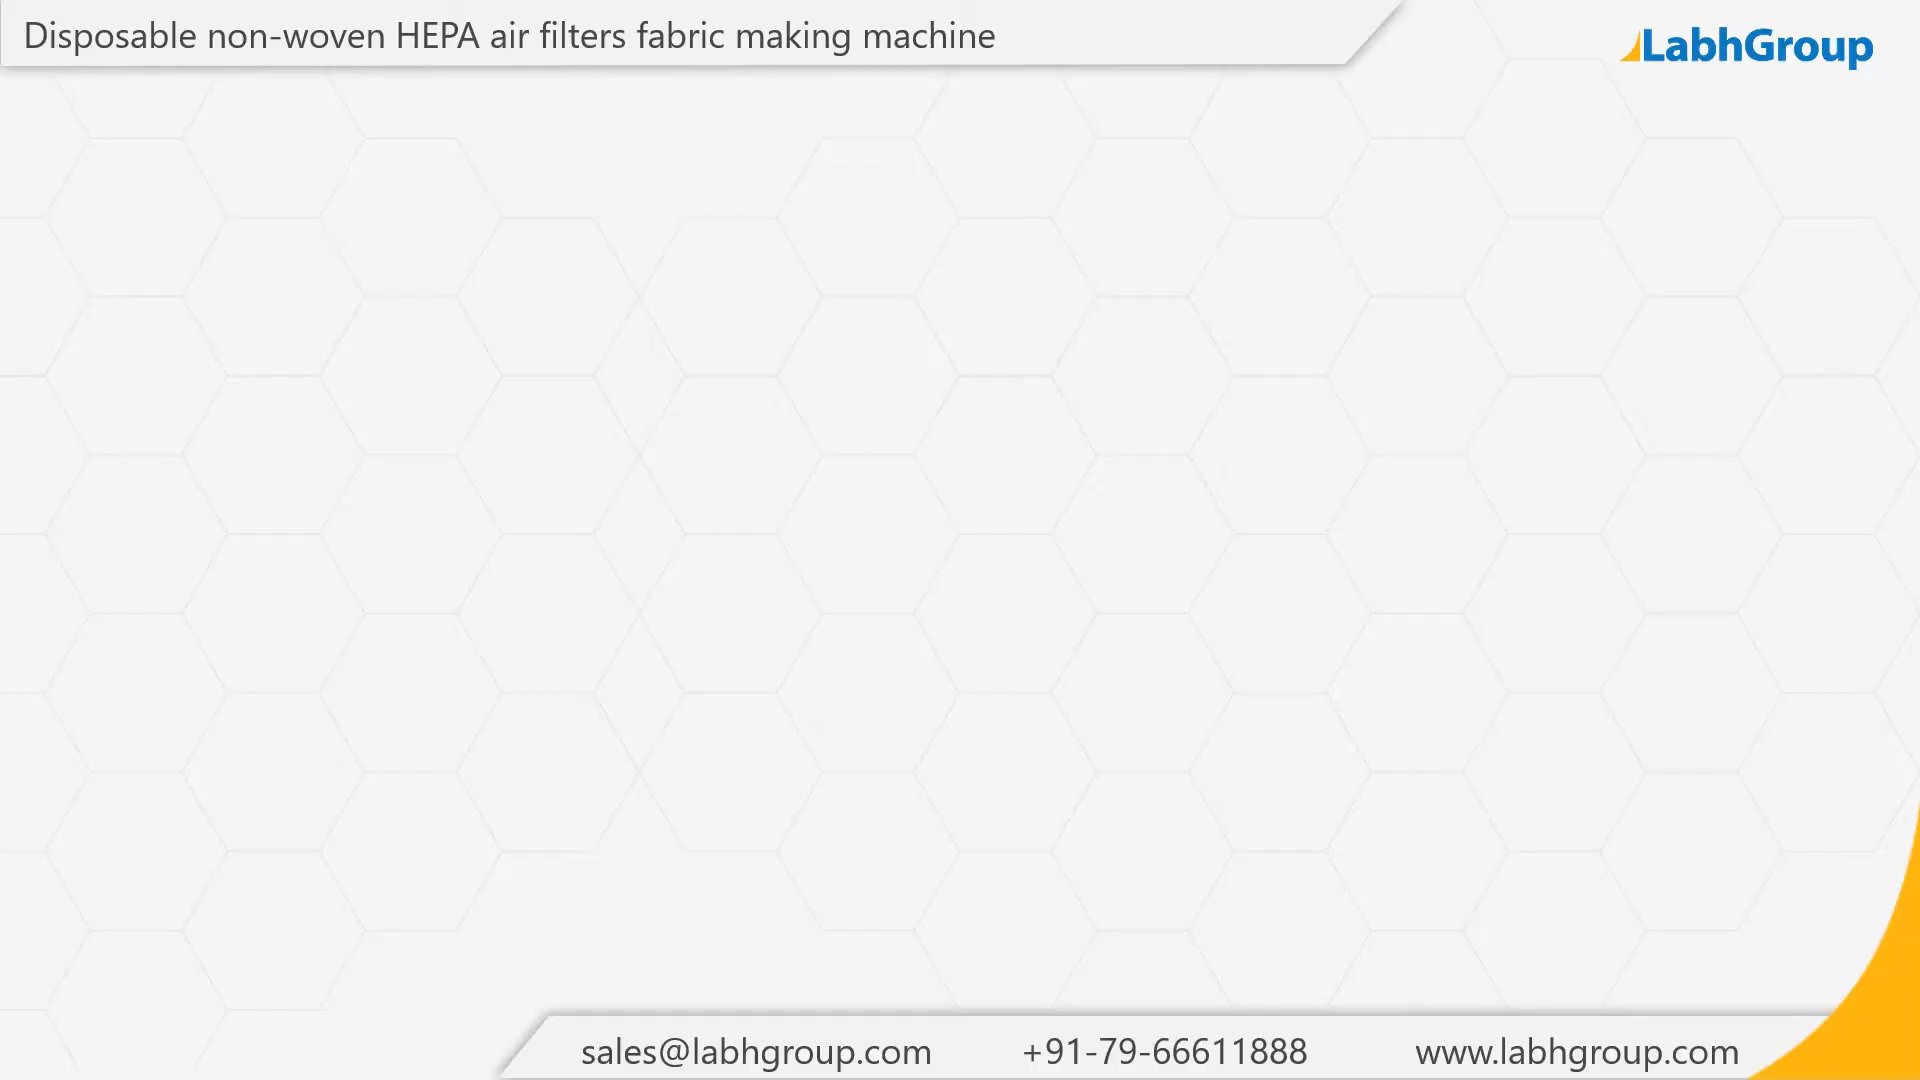 Disposable non-woven HEPA air filters fabric making machine
LabhGroup
sales@labhgroup.com +91-79-66611888 www.labhgroup.com